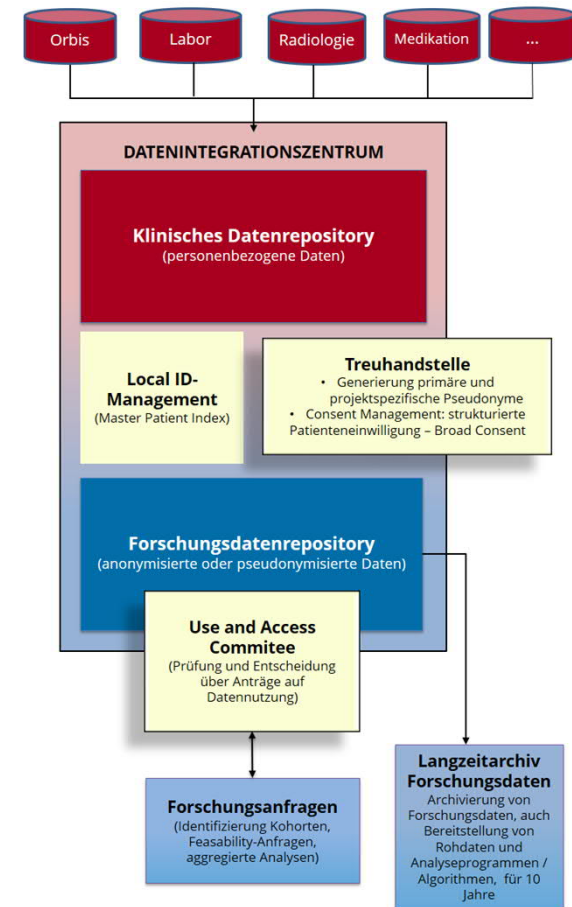 Orbis
Labor
Radiologie
Medikation
...
DATENINTEGRATIONSZENTRUM
Klinisches Datenrepository
(personenbezogene Daten)
Local ID-
Management
(Master Patient Index)
Treuhandstelle
• Generierung primäre und
projektspezifische Pseudonyme
• Consent Management: strukturierte
Patienteneinwilligung – Broad Consent
Forschungsdatenrepository
(anonymisierte oder pseudonymisierte Daten)
Use and Access
Commitee
(Prüfung und Entscheidung
über Anträge auf
Datennutzung)
Forschungsanfragen
(Identifizierung Kohorten,
Feasability-Anfragen,
aggregierte Analysen)
Langzeitarchiv
Forschungsdaten
Archivierung von
Forschungsdaten, auch
Bereitstellung von
Rohdaten und
Analyseprogrammen /
Algorithmen, für 10
Jahre